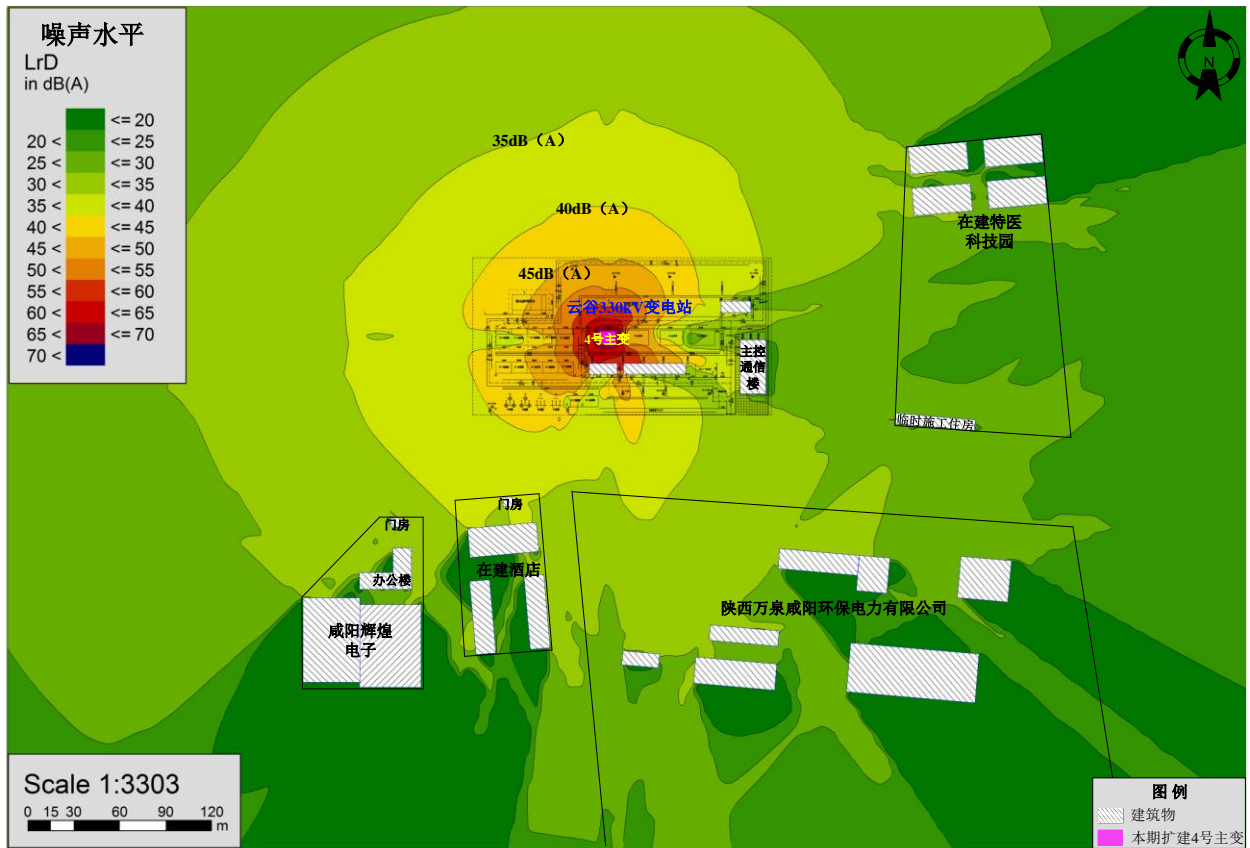 噪声水平
LrD
in dB(A)
<= 20
20 < <= 25
25 < <= 30
30 < <= 35
35 < <= 40
40 < <= 45
45 < <= 50
50 < <= 55
55 < <= 60
60 < <= 65
65 < <= 70
70 <
N
35dB（A）
40dB（A）
45dB（A）
云谷330kV变电站
4号主变
主控
通信
楼
在建特医
科技园
临时施工住房
门房
办公楼
咸阳辉煌
电子
门房
在建酒店
陕西万泉咸阳环保电力有限公司
Scale 1:3303
0 15 30 60 90 120
m
图 例
建筑物
本期扩建4号主变